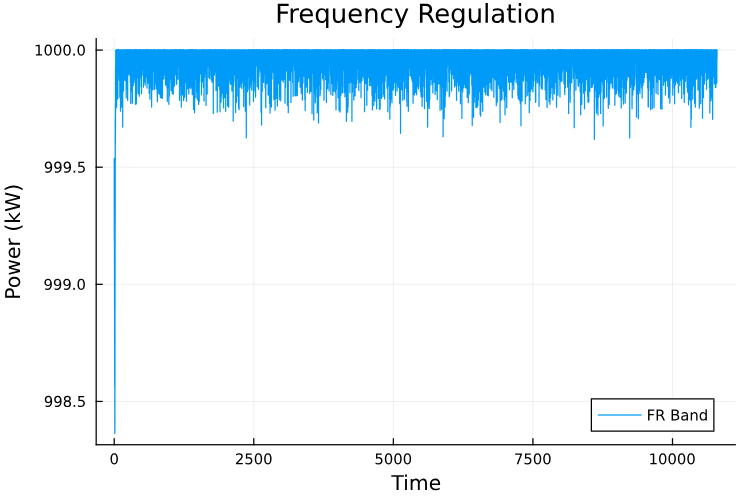 Frequency Regulation
Power (kW)
1000.0
999.5
999.0
998.5
FR Band
0 2500 5000 7500 10000
Time